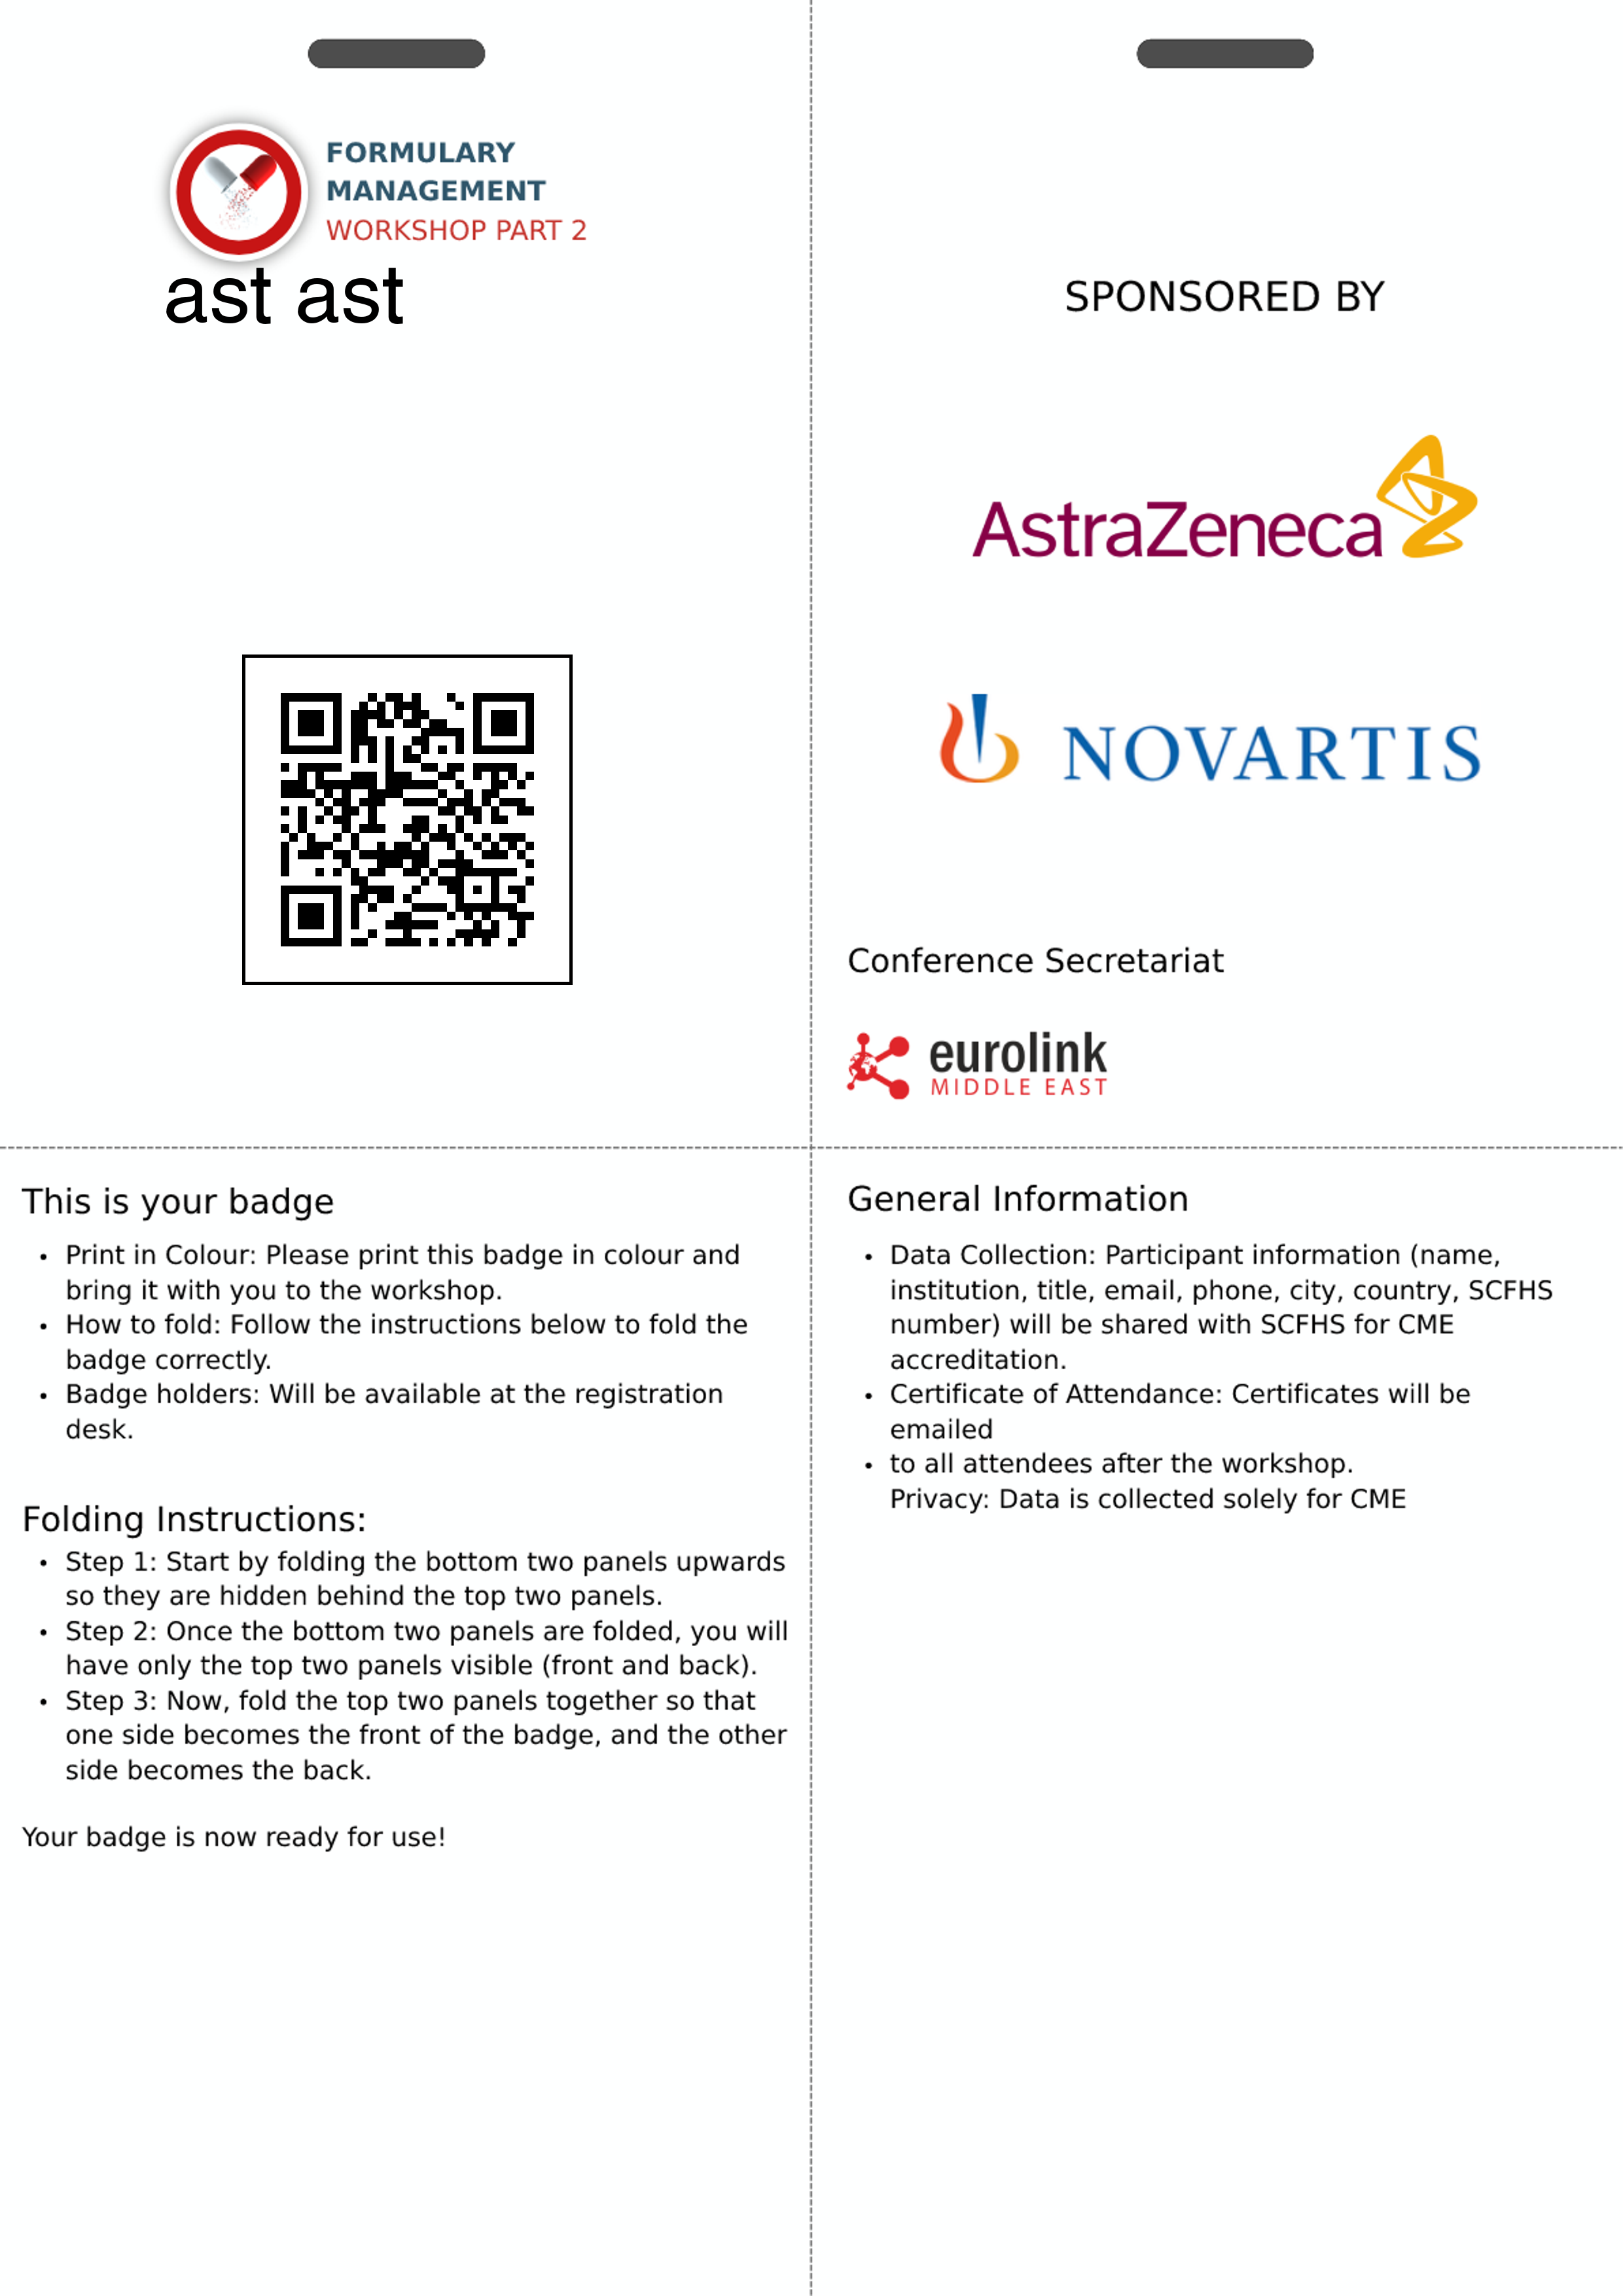 FORMULARY
MANAGEMENT
WORKSHOP PART 2
ast ast
SPONSORED BY
AstraZeneca
NOVARTIS
Conference Secretariat
eurolink
MIDDLE EAST
This is your badge
• Print in Colour: Please print this badge in colour and
bring it with you to the workshop.
• How to fold: Follow the instructions below to fold the
badge correctly.
• Badge holders: Will be available at the registration
desk.
Folding Instructions:
• Step 1: Start by folding the bottom two panels upwards
so they are hidden behind the top two panels.
• Step 2: Once the bottom two panels are folded, you will
have only the top two panels visible (front and back).
• Step 3: Now, fold the top two panels together so that
one side becomes the front of the badge, and the other
side becomes the back.
Your badge is now ready for use!
General Information
• Data Collection: Participant information (name,
institution, title, email, phone, city, country, SCFHS
number) will be shared with SCFHS for CME
accreditation.
• Certificate of Attendance: Certificates will be
emailed
• to all attendees after the workshop.
Privacy: Data is collected solely for CME